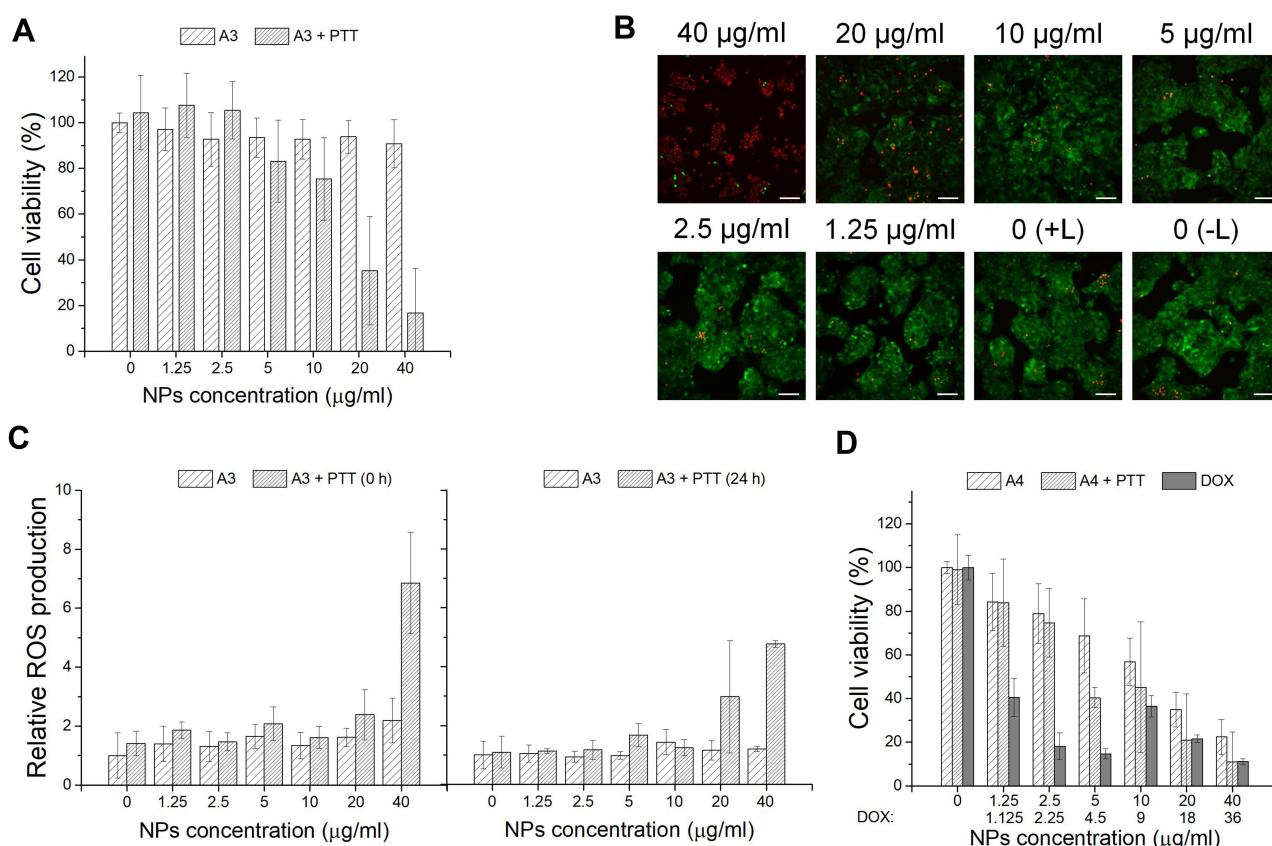 A
A3 A3 + PTT
Cell viability (%)
120
100
80
60
40
20
0
0 1.25 2.5 5 10 20 40
NPs concentration (μg/ml)
B
40 µg/ml 20 µg/ml 10 µg/ml 5 µg/ml
2.5 µg/ml 1.25 µg/ml 0 (+L) 0 (-L)
C
A3 A3 + PTT (0 h) A3 A3 + PTT (24 h)
Relative ROS production
10
8
6
4
2
0
0 1.25 2.5 5 10 20 40 0 1.25 2.5 5 10 20 40
NPs concentration (μg/ml) NPs concentration (μg/ml)
D
A4 A4 + PTT DOX
Cell viability (%)
120
100
80
60
40
20
0
0 1.25 2.5 5 10 20 40
DOX: 1.125 2.25 4.5 9 18 36
NPs concentration (μg/ml)